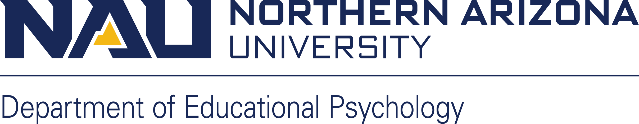 NAU NORTHERN ARIZONA
UNIVERSITY
Department of Educational Psychology